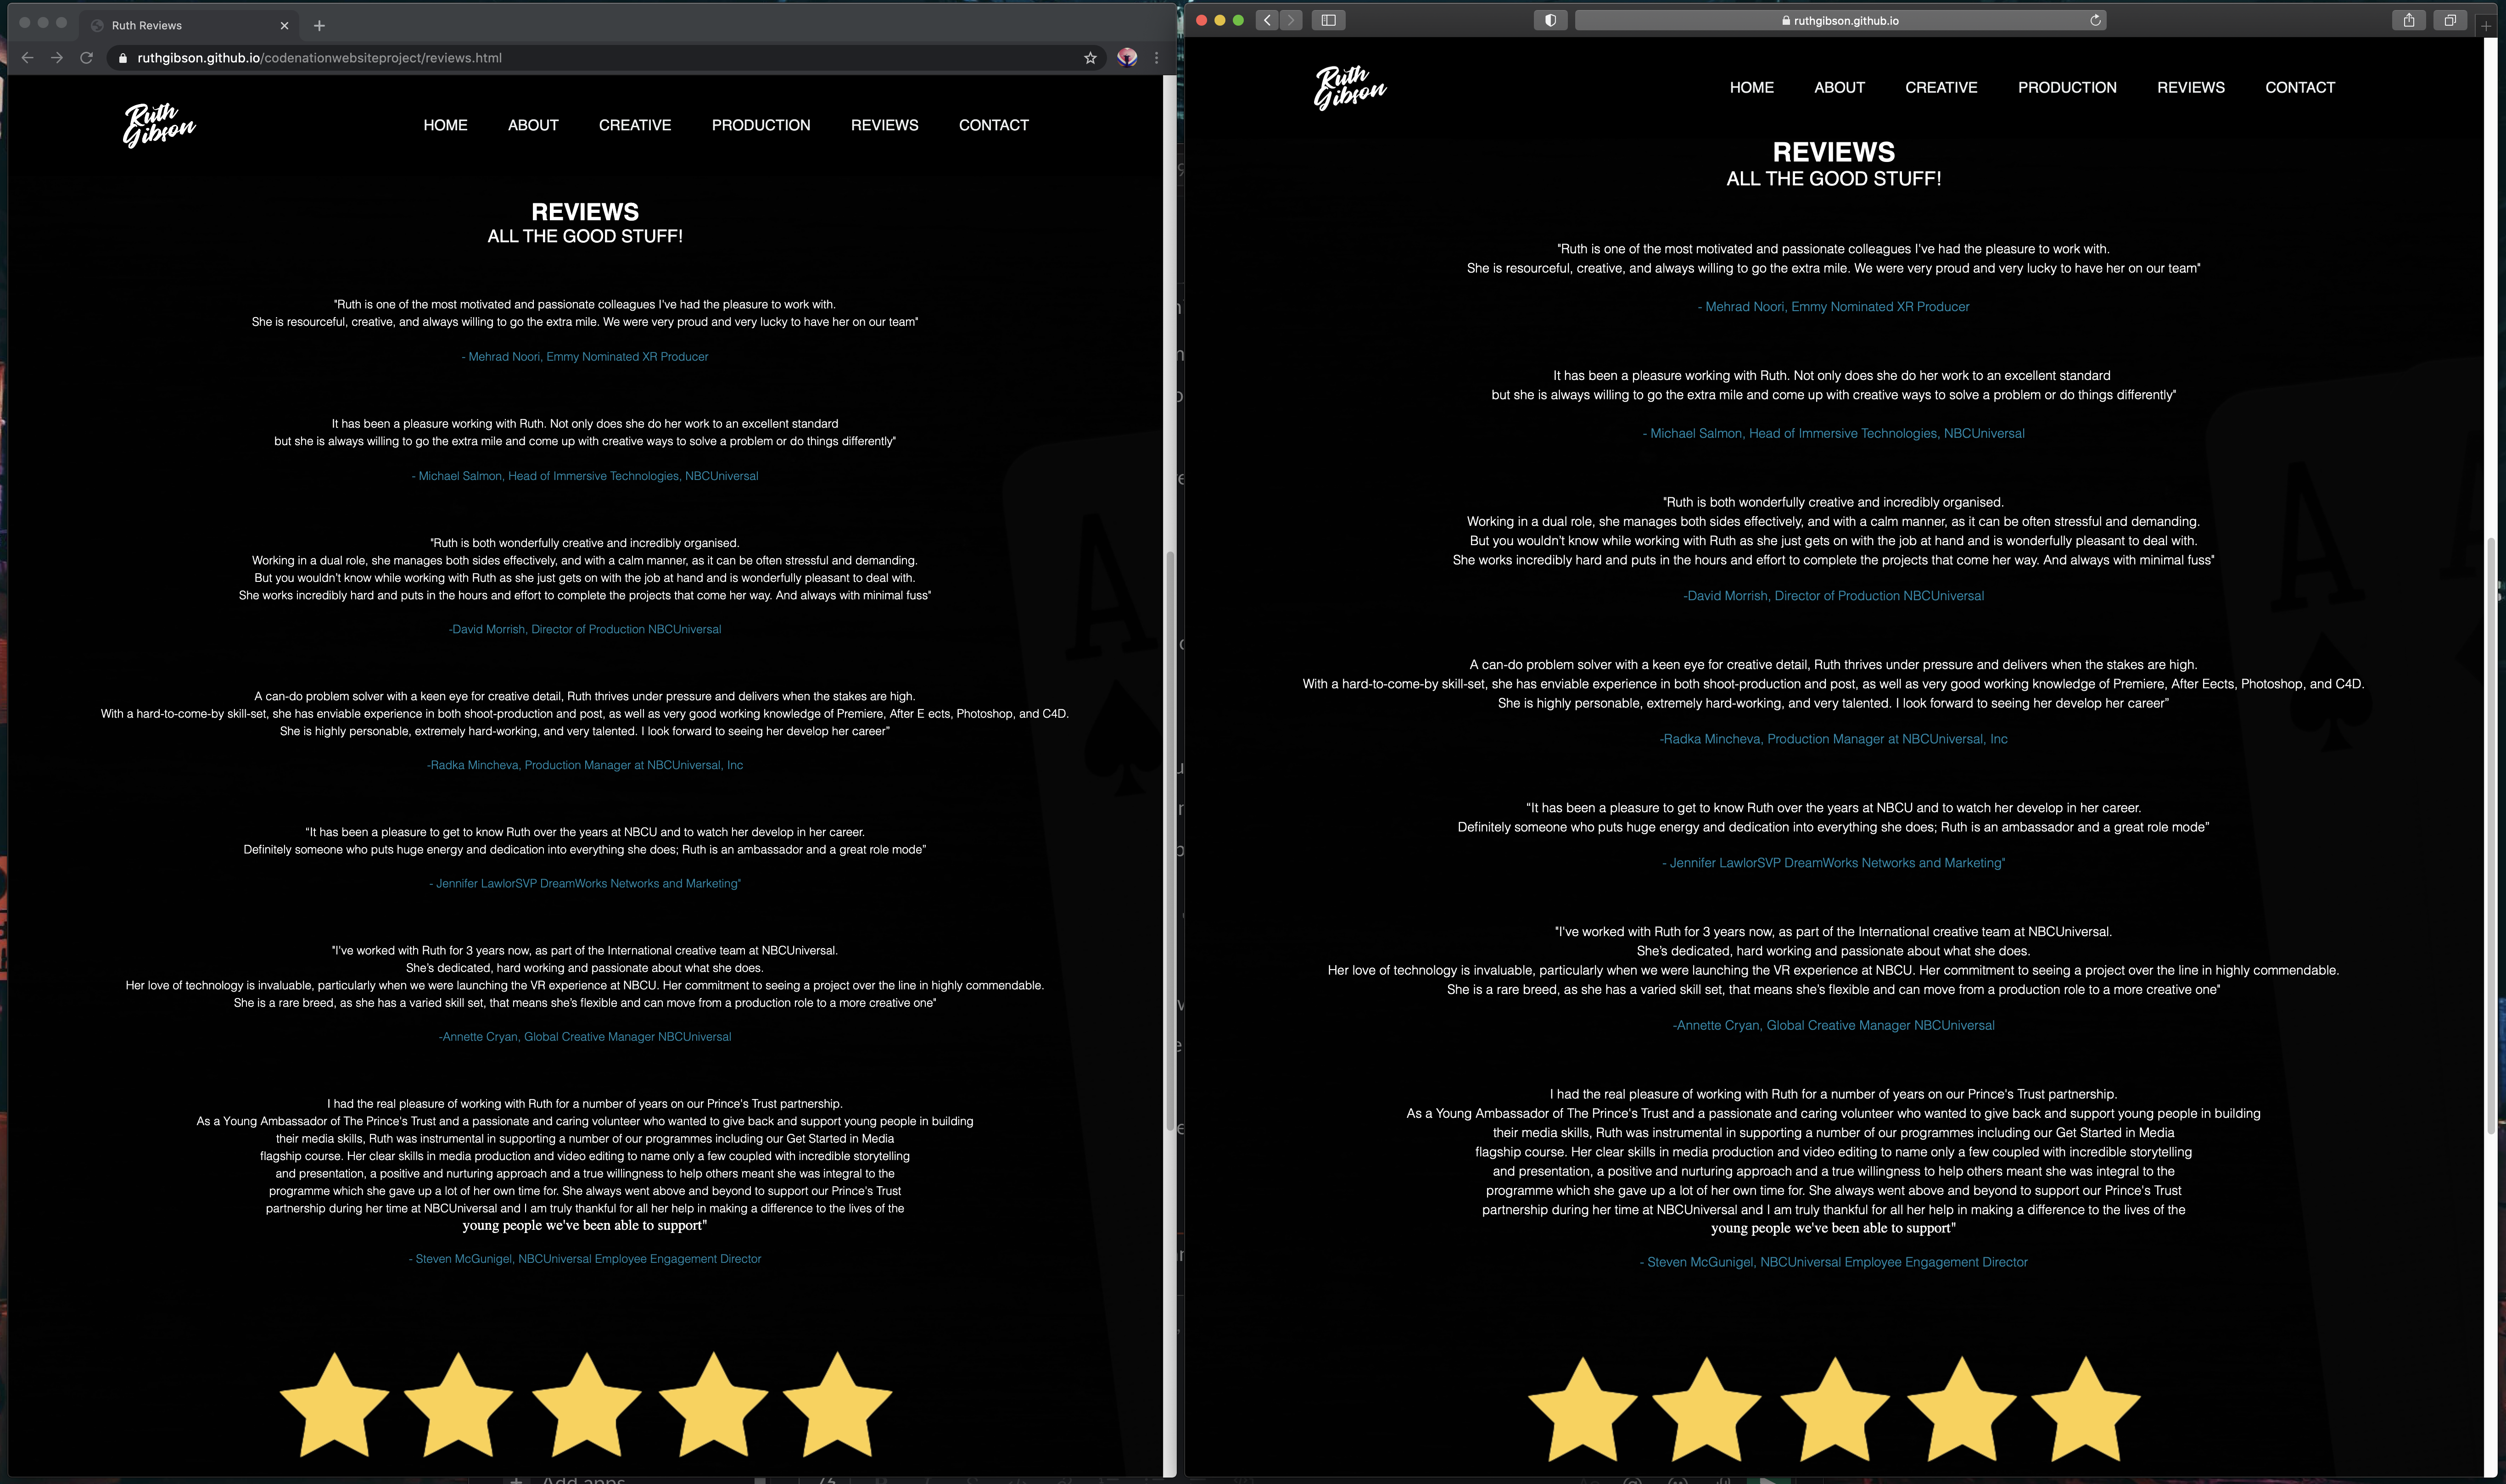 Ruth Reviews
ruthgibson.github.io/codenationwebsiteproject/reviews.html
Ruth
Gibson
HOME ABOUT CREATIVE PRODUCTION REVIEWS CONTACT
REVIEWS
ALL THE GOOD STUFF!
"Ruth is one of the most motivated and passionate colleagues I've had the pleasure to work with.
She is resourceful, creative, and always willing to go the extra mile. We were very proud and very lucky to have her on our team"
- Mehrad Noori, Emmy Nominated XR Producer
It has been a pleasure working with Ruth. Not only does she do her work to an excellent standard
but she is always willing to go the extra mile and come up with creative ways to solve a problem or do things differently"
- Michael Salmon, Head of Immersive Technologies, NBCUniversal
"Ruth is both wonderfully creative and incredibly organised.
Working in a dual role, she manages both sides effectively, and with a calm manner, as it can be often stressful and demanding.
But you wouldn't know while working with Ruth as she just gets on with the job at hand and is wonderfully pleasant to deal with.
She works incredibly hard and puts in the hours and effort to complete the projects that come her way. And always with minimal fuss"
-David Morrish, Director of Production NBCUniversal
A can-do problem solver with a keen eye for creative detail, Ruth thrives under pressure and delivers when the stakes are high.
With a hard-to-come-by skill-set, she has enviable experience in both shoot-production and post, as well as very good working knowledge of Premiere, After E ects, Photoshop, and C4D.
She is highly personable, extremely hard-working, and very talented. I look forward to seeing her develop her career"
-Radka Mincheva, Production Manager at NBCUniversal, Inc
"It has been a pleasure to get to know Ruth over the years at NBCU and to watch her develop in her career.
Definitely someone who puts huge energy and dedication into everything she does; Ruth is an ambassador and a great role mode"
- Jennifer LawlorSVP DreamWorks Networks and Marketing"
"I've worked with Ruth for 3 years now, as part of the International creative team at NBCUniversal.
She's dedicated, hard working and passionate about what she does.
Her love of technology is invaluable, particularly when we were launching the VR experience at NBCU. Her commitment to seeing a project over the line in highly commendable.
She is a rare breed, as she has a varied skill set, that means she's flexible and can move from a production role to a more creative one"
-Annette Cryan, Global Creative Manager NBCUniversal
I had the real pleasure of working with Ruth for a number of years on our Prince's Trust partnership.
As a Young Ambassador of The Prince's Trust and a passionate and caring volunteer who wanted to give back and support young people in building
their media skills, Ruth was instrumental in supporting a number of our programmes including our Get Started in Media
flagship course. Her clear skills in media production and video editing to name only a few coupled with incredible storytelling
and presentation, a positive and nurturing approach and a true willingness to help others meant she was integral to the
programme which she gave up a lot of her own time for. She always went above and beyond to support our Prince's Trust
partnership during her time at NBCUniversal and I am truly thankful for all her help in making a difference to the lives of the
young people we've been able to support"
- Steven McGunigel, NBCUniversal Employee Engagement Director
A
ruthgibson.github.io
Ruth
Gibson
HOME ABOUT CREATIVE PRODUCTION REVIEWS CONTACT
REVIEWS
ALL THE GOOD STUFF!
"Ruth is one of the most motivated and passionate colleagues I've had the pleasure to work with.
She is resourceful, creative, and always willing to go the extra mile. We were very proud and very lucky to have her on our team"
- Mehrad Noori, Emmy Nominated XR Producer
It has been a pleasure working with Ruth. Not only does she do her work to an excellent standard
but she is always willing to go the extra mile and come up with creative ways to solve a problem or do things differently"
- Michael Salmon, Head of Immersive Technologies, NBCUniversal
"Ruth is both wonderfully creative and incredibly organised.
Working in a dual role, she manages both sides effectively, and with a calm manner, as it can be often stressful and demanding.
But you wouldn't know while working with Ruth as she just gets on with the job at hand and is wonderfully pleasant to deal with.
She works incredibly hard and puts in the hours and effort to complete the projects that come her way. And always with minimal fuss"
-David Morrish, Director of Production NBCUniversal
A can-do problem solver with a keen eye for creative detail, Ruth thrives under pressure and delivers when the stakes are high.
With a hard-to-come-by skill-set, she has enviable experience in both shoot-production and post, as well as very good working knowledge of Premiere, After Eects, Photoshop, and C4D.
She is highly personable, extremely hard-working, and very talented. I look forward to seeing her develop her career"
-Radka Mincheva, Production Manager at NBCUniversal, Inc
"It has been a pleasure to get to know Ruth over the years at NBCU and to watch her develop in her career.
Definitely someone who puts huge energy and dedication into everything she does; Ruth is an ambassador and a great role mode"
- Jennifer LawlorSVP DreamWorks Networks and Marketing"
"I've worked with Ruth for 3 years now, as part of the International creative team at NBCUniversal.
She's dedicated, hard working and passionate about what she does.
Her love of technology is invaluable, particularly when we were launching the VR experience at NBCU. Her commitment to seeing a project over the line in highly commendable.
She is a rare breed, as she has a varied skill set, that means she's flexible and can move from a production role to a more creative one"
-Annette Cryan, Global Creative Manager NBCUniversal
I had the real pleasure of working with Ruth for a number of years on our Prince's Trust partnership.
As a Young Ambassador of The Prince's Trust and a passionate and caring volunteer who wanted to give back and support young people in building
their media skills, Ruth was instrumental in supporting a number of our programmes including our Get Started in Media
flagship course. Her clear skills in media production and video editing to name only a few coupled with incredible storytelling
and presentation, a positive and nurturing approach and a true willingness to help others meant she was integral to the
programme which she gave up a lot of her own time for. She always went above and beyond to support our Prince's Trust
partnership during her time at NBCUniversal and I am truly thankful for all her help in making a difference to the lives of the
young people we've been able to support"
- Steven McGunigel, NBCUniversal Employee Engagement Director
A
A
Add apps